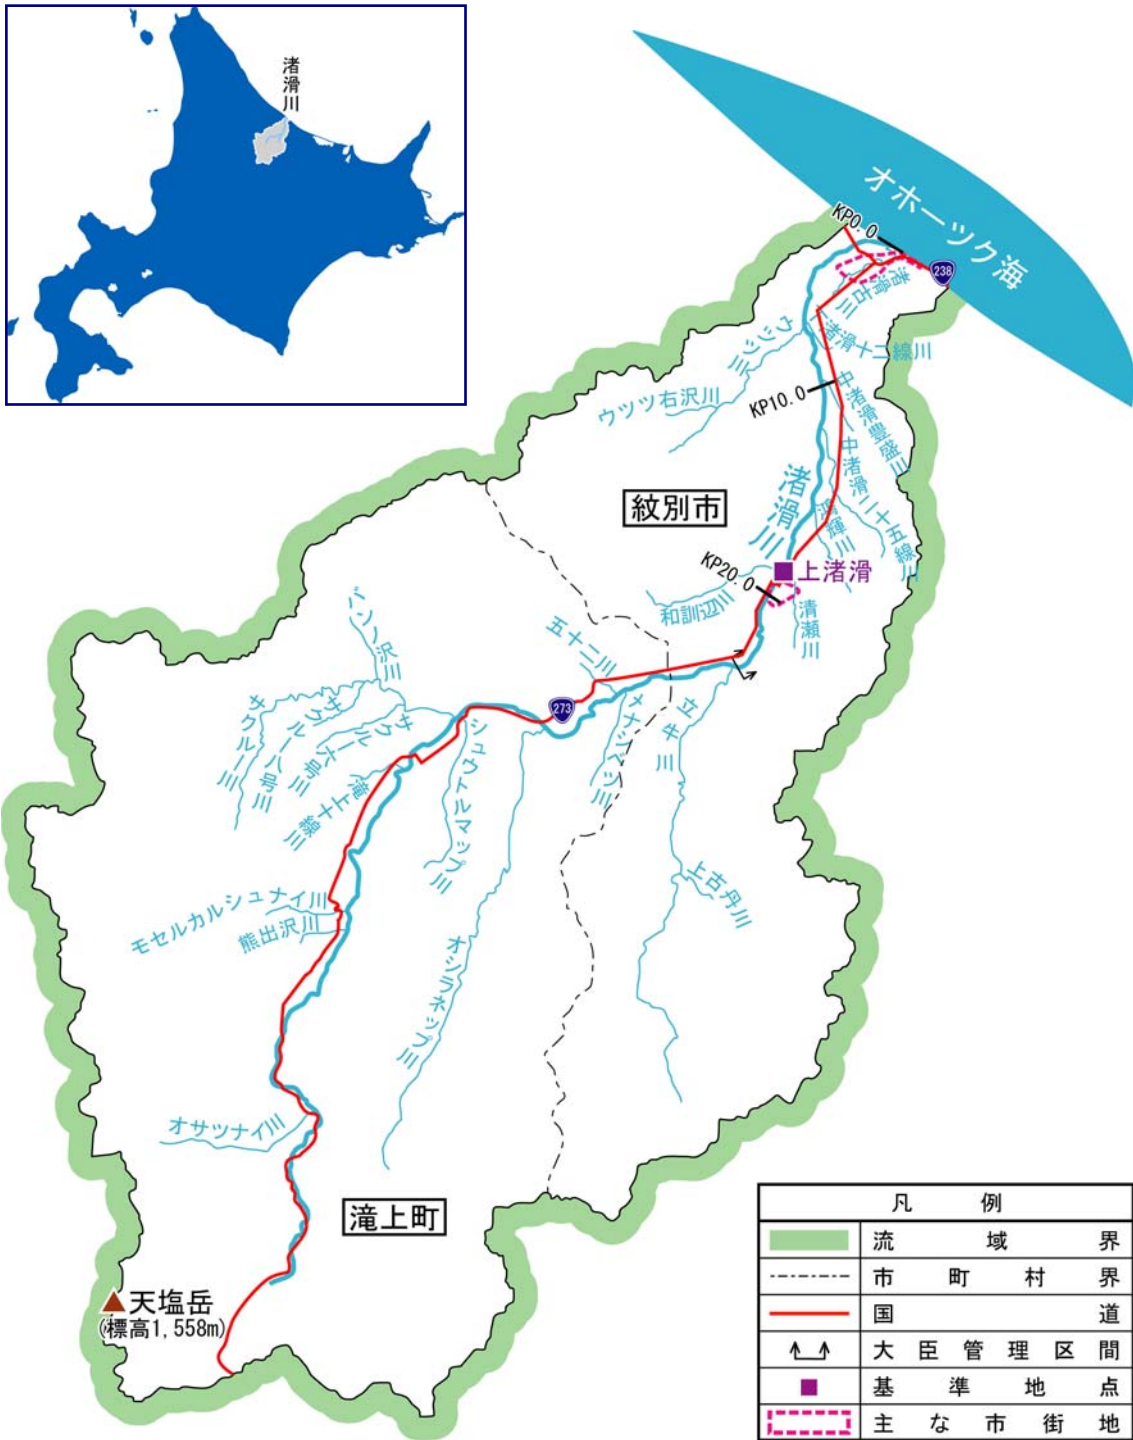 渚滑川
オホーツク海
KP0.0
238
渚滑古川
渚滑十二線川
ウツツ川
ウツツ右沢川
KP10.0
中渚滑豊盛川
中渚滑二十五線川
渚滑川
鴻輝川
紋別市
上渚滑
KP20.0
和訓辺川
清瀬川
五十二川
273
メナシベツ川
立牛川
上古丹川
パンノ沢川
サクルー川
サクルー八号川
サクルー六号川
滝上十線川
シュウトルマップ川
オシラネップ川
モセルカルシュナイ川
熊出沢川
オサツナイ川
滝上町
天塩岳
(標高1,558m)
凡例
流域界
市町村界
国道
大臣管理区間
基準地点
主な市街地